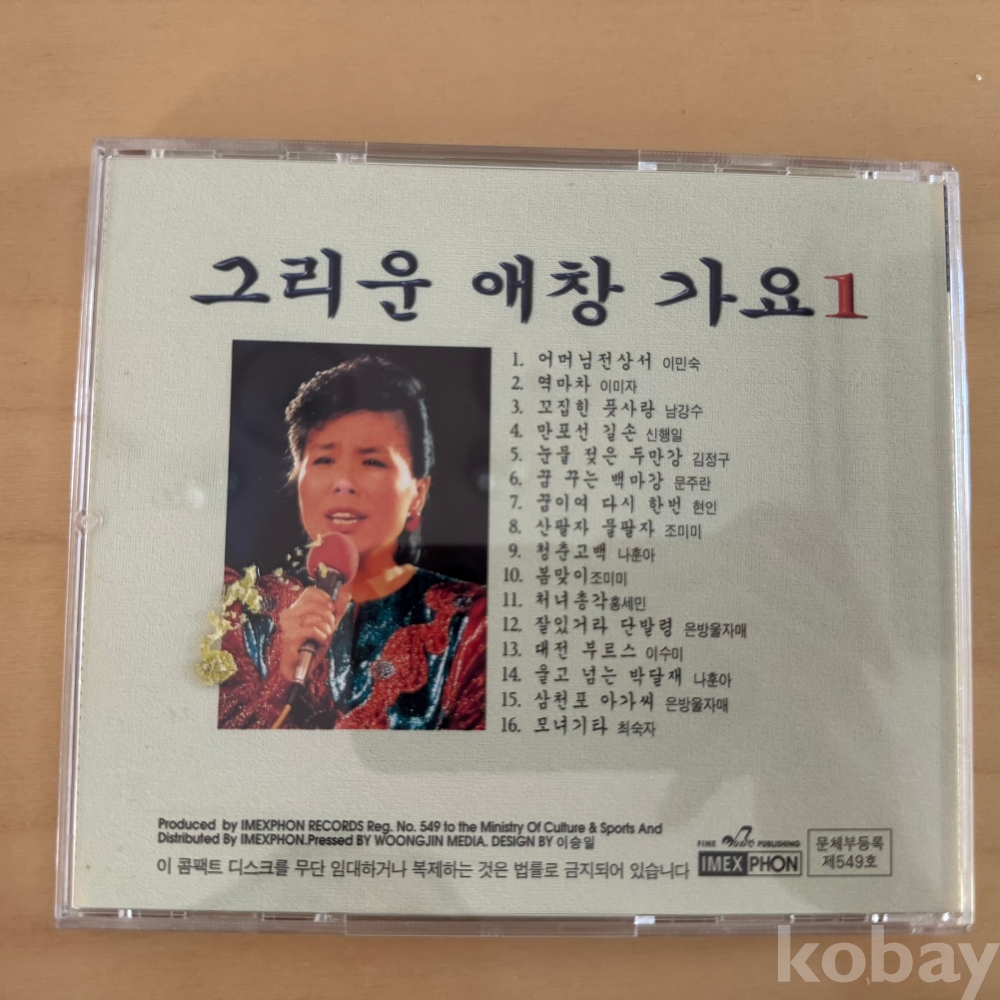 그리운 애창 가요 1
1. 어머님전상서 이민숙
2. 역마차 이미자
3. 꼬집힌 풋사랑 남강수
4. 만포선 길손 신행일
5. 눈물 젖은 두만강 김정구
6. 꿈 꾸는 백마강 문주란
7. 꿈이여 다시 한번 현인
8. 산팔자 물팔자 조미미
9. 청춘고백 나훈아
10. 봄맞이 조미미
11. 처녀총각 홍세민
12. 잘있거라 단발령 은방울자매
13. 대전 부르스 이수미
14. 울고 넘는 박달재 나훈아
15. 삼천포 아가씨 은방울자매
16. 모녀기타 최숙자
Produced by IMEXPHON RECORDS Reg. No. 549 to the Ministry Of Culture & Sports And
Distributed By IMEXPHON.Pressed BY WOONGJIN MEDIA. DESIGN BY 이승일
이 콤팩트 디스크를 무단 임대하거나 복제하는 것은 법률로 금지되어 있습니다
FINE Music PUBLISHING
IMEX PHON
문체부등록
제549호
kobay